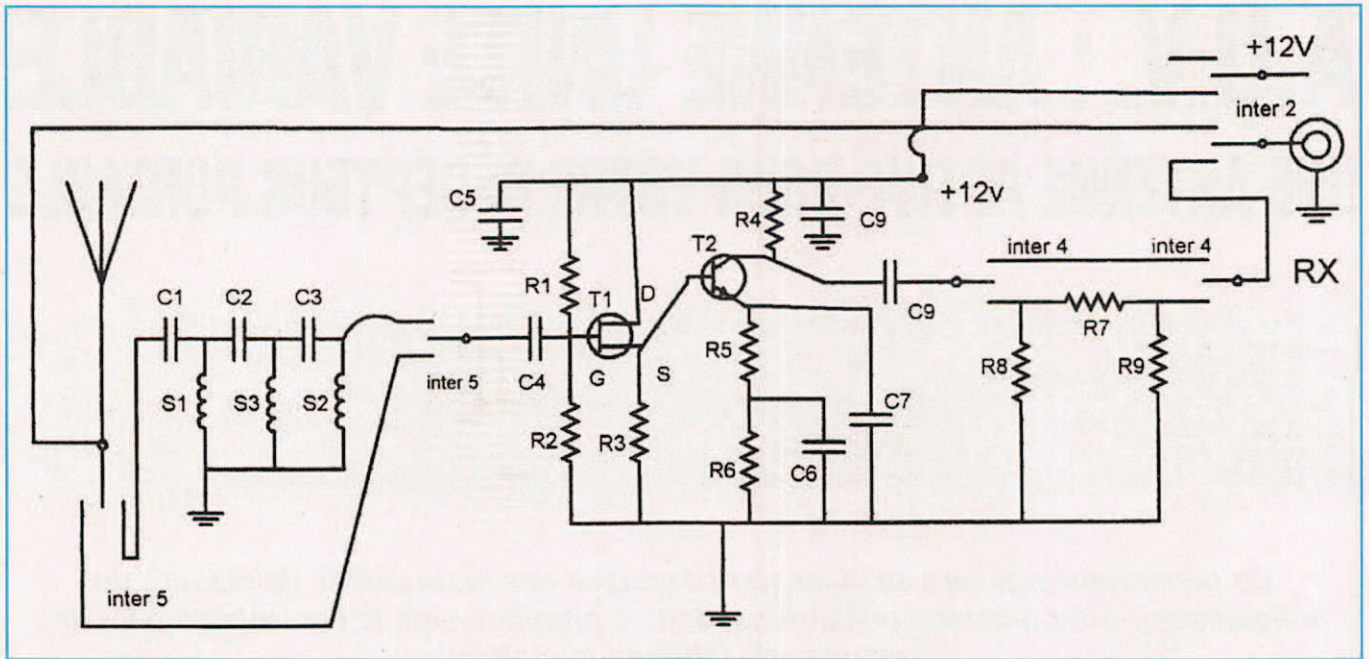 +12V
inter 2
C5
+12v
R4
C9
T2
inter 4
inter 4
RX
C1
C2
C3
R1
T1
D
C9
R7
S1
S3
S2
inter 5
C4
G
S
R5
R8
R9
C7
R2
R3
R6
C6
inter 5